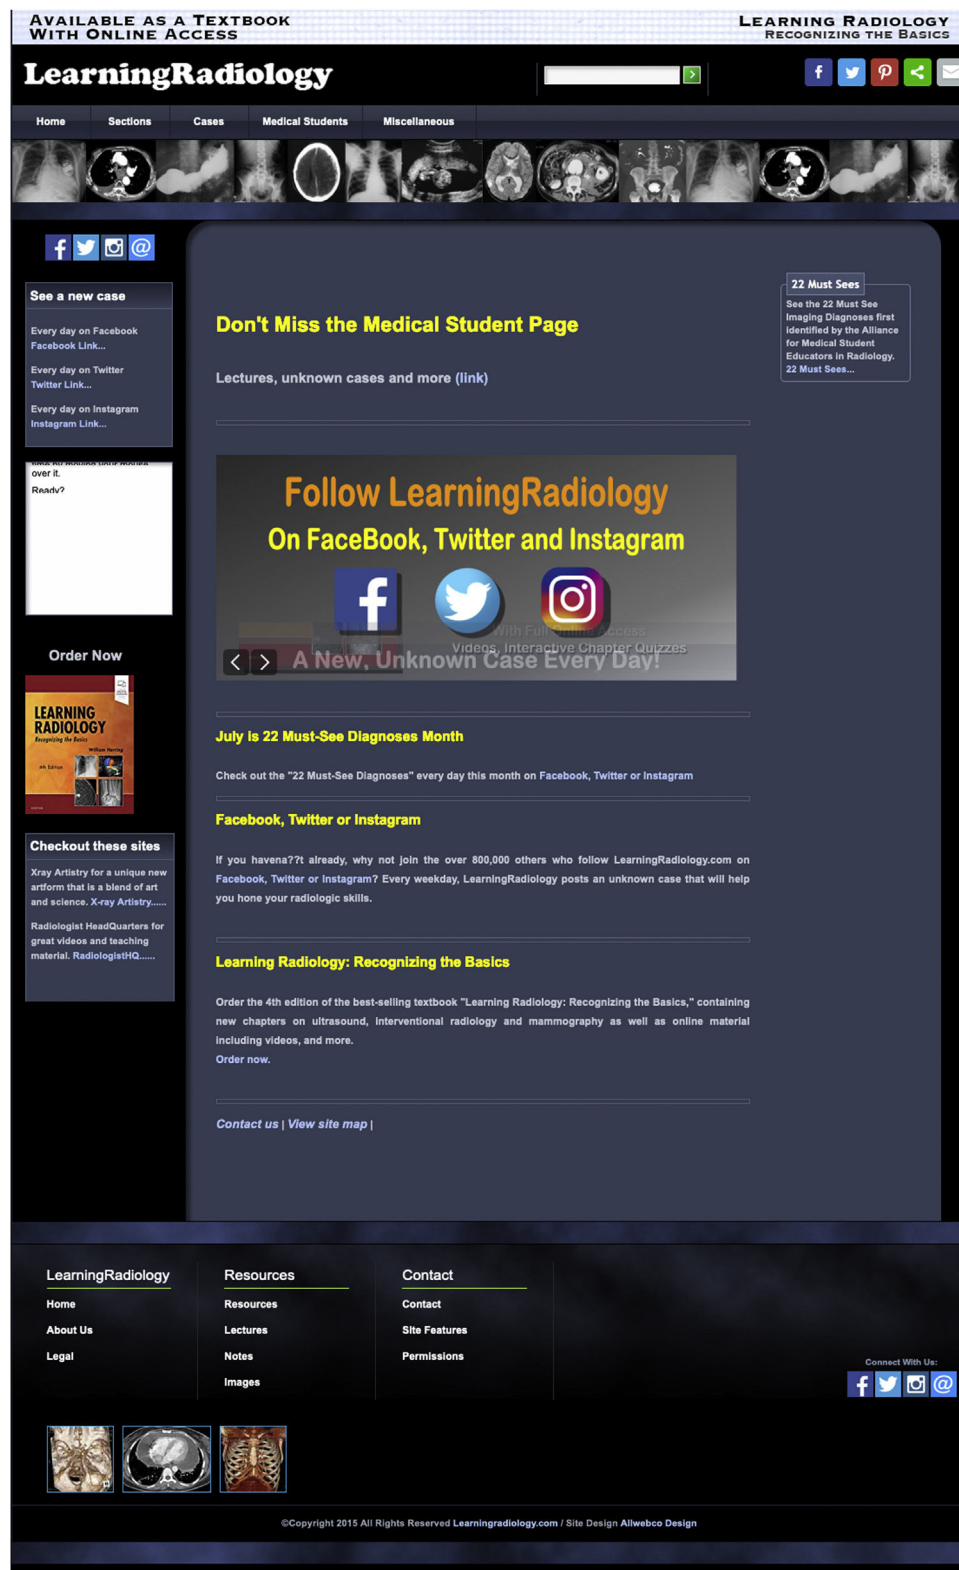 AVAILABLE AS A TEXTBOOK
WITH ONLINE ACCESS
LEARNING RADIOLOGY
RECOGNIZING THE BASICS
LearningRadiology
Home
Sections
Cases
Medical Students
Miscellaneous
See a new case
Every day on Facebook
Facebook Link...
Every day on Twitter
Twitter Link...
Every day on Instagram
Instagram Link...
over it.
Ready?
Order Now
LEARNING
RADIOLOGY
Recognizing the Basics
William Herring
4th Edition
Checkout these sites
Xray Artistry for a unique new
artform that is a blend of art
and science. X-ray Artistry......
Radiologist HeadQuarters for
great videos and teaching
material. RadiologistHQ......
Don't Miss the Medical Student Page
Lectures, unknown cases and more (link)
Follow LearningRadiology
On FaceBook, Twitter and Instagram
With Full Online Access
Videos, Interactive Chapter Quizzes
A New, Unknown Case Every Day!
July is 22 Must-See Diagnoses Month
Check out the "22 Must-See Diagnoses" every day this month on Facebook, Twitter or Instagram
Facebook, Twitter or Instagram
If you havena??t already, why not join the over 800,000 others who follow LearningRadiology.com on
Facebook, Twitter or Instagram? Every weekday, LearningRadiology posts an unknown case that will help
you hone your radiologic skills.
Learning Radiology: Recognizing the Basics
Order the 4th edition of the best-selling textbook "Learning Radiology: Recognizing the Basics," containing
new chapters on ultrasound, interventional radiology and mammography as well as online material
including videos, and more.
Order now.
Contact us | View site map |
22 Must Sees
See the 22 Must See
Imaging Diagnoses first
identified by the Alliance
for Medical Student
Educators in Radiology.
22 Must Sees...
LearningRadiology
Home
About Us
Legal
Resources
Resources
Lectures
Notes
Images
Contact
Contact
Site Features
Permissions
Connect With Us:
©Copyright 2015 All Rights Reserved Learningradiology.com / Site Design Allwebco Design